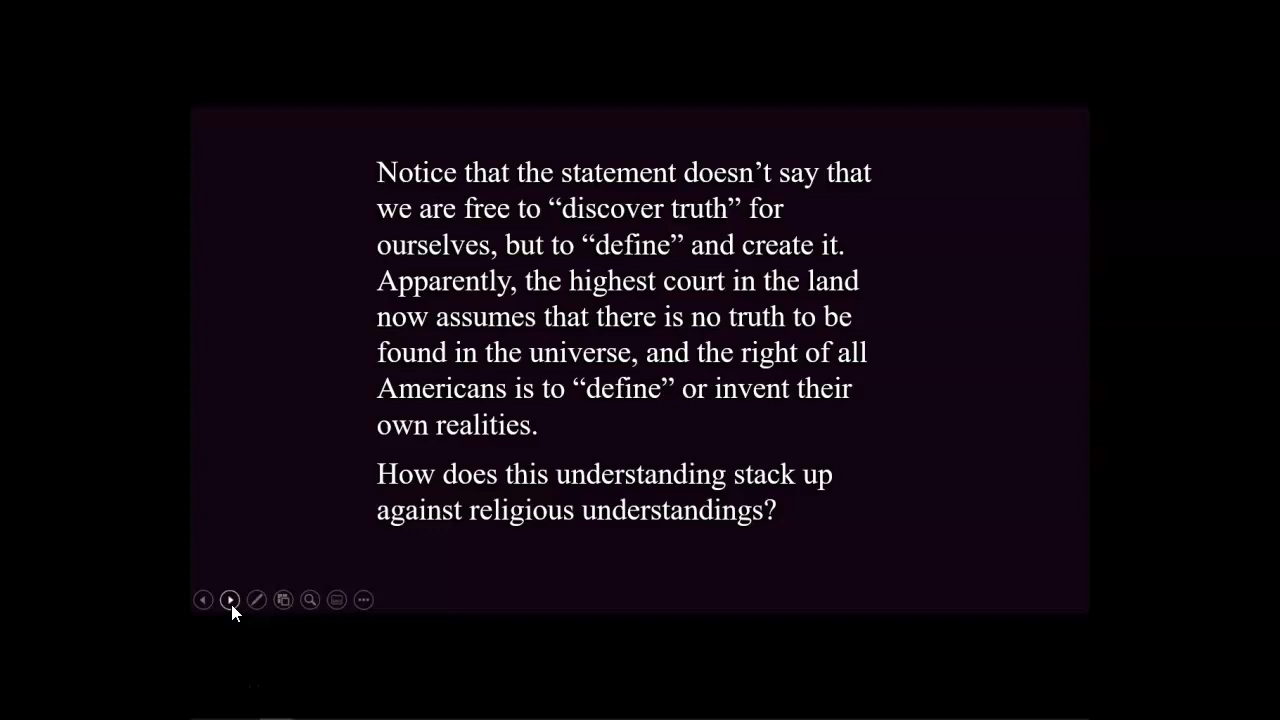 Notice that the statement doesn’t say that
we are free to “discover truth” for
ourselves, but to “define” and create it.
Apparently, the highest court in the land
now assumes that there is no truth to be
found in the universe, and the right of all
Americans is to “define” or invent their
own realities.
How does this understanding stack up
against religious understandings?